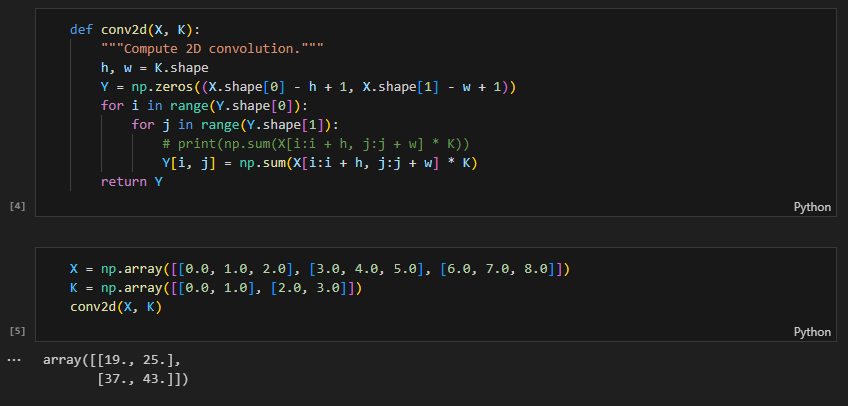 def conv2d(X, K):
    """Compute 2D convolution."""
    h, w = K.shape
    Y = np.zeros((X.shape[0] - h + 1, X.shape[1] - w + 1))
    for i in range(Y.shape[0]):
        for j in range(Y.shape[1]):
            # print(np.sum(X[i:i + h, j:j + w] * K))
            Y[i, j] = np.sum(X[i:i + h, j:j + w] * K)
    return Y
[4]
Python
X = np.array([[0.0, 1.0, 2.0], [3.0, 4.0, 5.0], [6.0, 7.0, 8.0]])
K = np.array([[0.0, 1.0], [2.0, 3.0]])
conv2d(X, K)
[5]
Python
... array([[19., 25.],
       [37., 43.]])